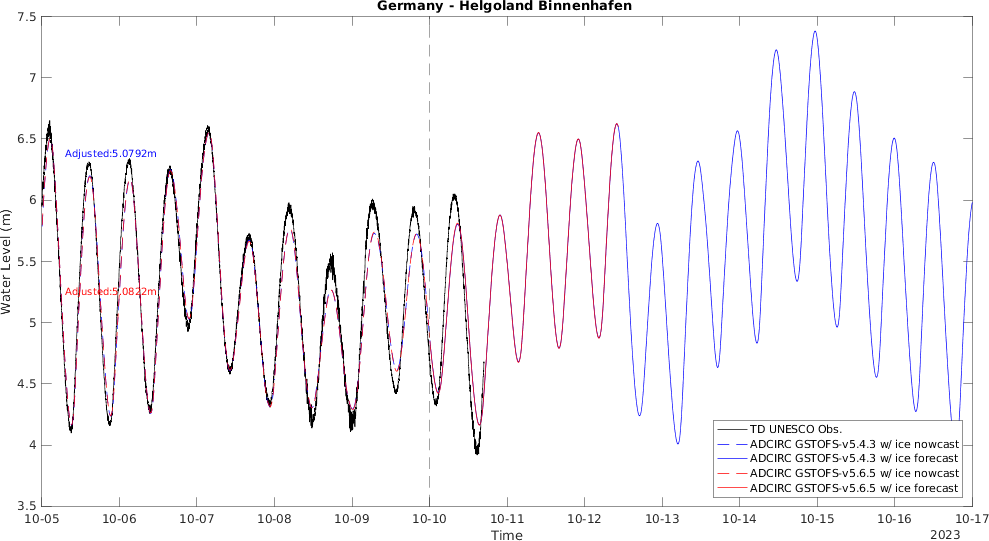 Germany - Helgoland Binnenhafen
7.5
7
6.5
6
5.5
5
4.5
4
3.5
Water Level (m)
Adjusted:5.0792m
Adjusted:5.0822m
TD UNESCO Obs.
ADCIRC GSTOFS-v5.4.3 w/ ice nowcast
ADCIRC GSTOFS-v5.4.3 w/ ice forecast
ADCIRC GSTOFS-v5.6.5 w/ ice nowcast
ADCIRC GSTOFS-v5.6.5 w/ ice forecast
10-05 10-06 10-07 10-08 10-09 10-10 10-11 10-12 10-13 10-14 10-15 10-16 10-17
Time
2023